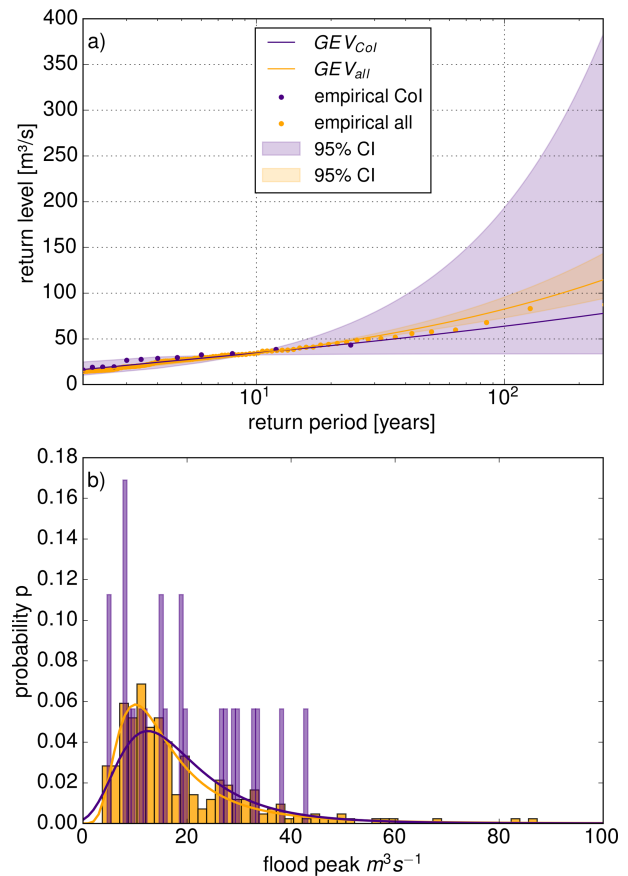 a)
400
350
300
250
200
150
100
50
0
return level [m³/s]
GEV_CoI
GEV_all
empirical CoI
empirical all
95% CI
95% CI
10¹
10²
return period [years]
b)
0.18
0.16
0.14
0.12
0.10
0.08
0.06
0.04
0.02
0.00
probability p
0
20
40
60
80
100
flood peak m³s⁻¹